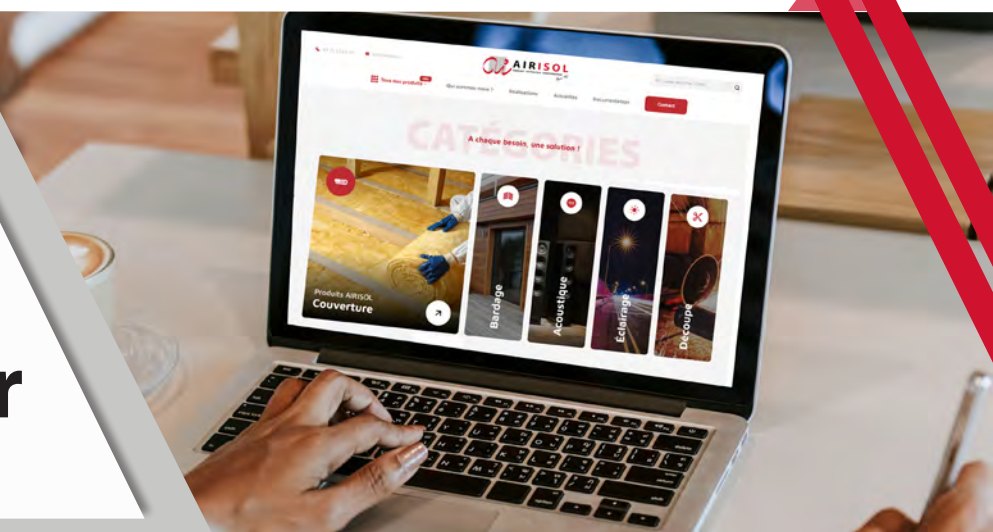 AIRISOL
Tous nos produits
Qui sommes-nous ?
Réalisations
Actualités
Contact
CATÉGORIES
A chaque besoin, une solution !
Produits AIRISOL
Couverture
Bardage
Acoustique
Éclairage
Découpe
r